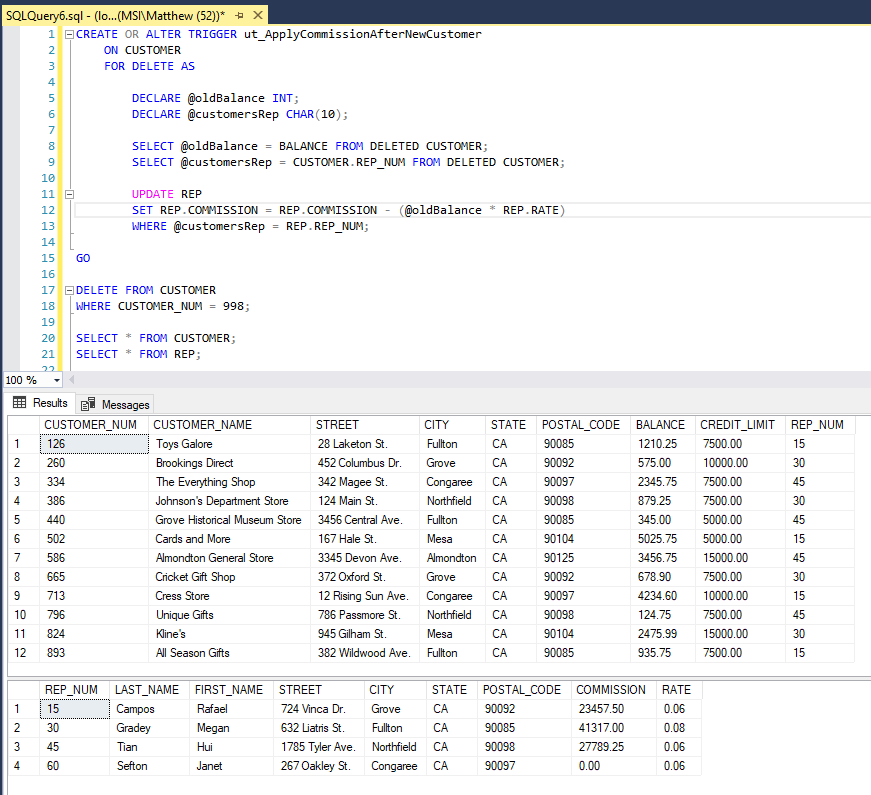 SQLQuery6.sql - (lo...(MSI\Matthew (52))*
1 CREATE OR ALTER TRIGGER ut_ApplyCommissionAfterNewCustomer
2 ON CUSTOMER
3 FOR DELETE AS
4
5 DECLARE @oldBalance INT;
6 DECLARE @customersRep CHAR(10);
7
8 SELECT @oldBalance = BALANCE FROM DELETED CUSTOMER;
9 SELECT @customersRep = CUSTOMER.REP_NUM FROM DELETED CUSTOMER;
10
11 UPDATE REP
12 SET REP.COMMISSION = REP.COMMISSION - (@oldBalance * REP.RATE)
13 WHERE @customersRep = REP.REP_NUM;
14
15 GO
16
17 DELETE FROM CUSTOMER
18 WHERE CUSTOMER_NUM = 998;
19
20 SELECT * FROM CUSTOMER;
21 SELECT * FROM REP;
22
100 %
Results Messages
CUSTOMER_NUM CUSTOMER_NAME STREET CITY STATE POSTAL_CODE BALANCE CREDIT_LIMIT REP_NUM
1 126 Toys Galore 28 Laketon St. Fullton CA 90085 1210.25 7500.00 15
2 260 Brookings Direct 452 Columbus Dr. Grove CA 90092 575.00 10000.00 30
3 334 The Everything Shop 342 Magee St. Congaree CA 90097 2345.75 7500.00 45
4 386 Johnson's Department Store 124 Main St. Northfield CA 90098 879.25 7500.00 30
5 440 Grove Historical Museum Store 3456 Central Ave. Fullton CA 90085 345.00 5000.00 45
6 502 Cards and More 167 Hale St. Mesa CA 90104 5025.75 5000.00 15
7 586 Almondton General Store 3345 Devon Ave. Almondton CA 90125 3456.75 15000.00 45
8 665 Cricket Gift Shop 372 Oxford St. Grove CA 90092 678.90 7500.00 30
9 713 Cress Store 12 Rising Sun Ave. Congaree CA 90097 4234.60 10000.00 15
10 796 Unique Gifts 786 Passmore St. Northfield CA 90098 124.75 7500.00 45
11 824 Kline's 945 Gilham St. Mesa CA 90104 2475.99 15000.00 30
12 893 All Season Gifts 382 Wildwood Ave. Fullton CA 90085 935.75 7500.00 15
REP_NUM LAST_NAME FIRST_NAME STREET CITY STATE POSTAL_CODE COMMISSION RATE
1 15 Campos Rafael 724 Vinca Dr. Grove CA 90092 23457.50 0.06
2 30 Gradey Megan 632 Liatris St. Fullton CA 90085 41317.00 0.08
3 45 Tian Hui 1785 Tyler Ave. Northfield CA 90098 27789.25 0.06
4 60 Sefton Janet 267 Oakley St. Congaree CA 90097 0.00 0.06